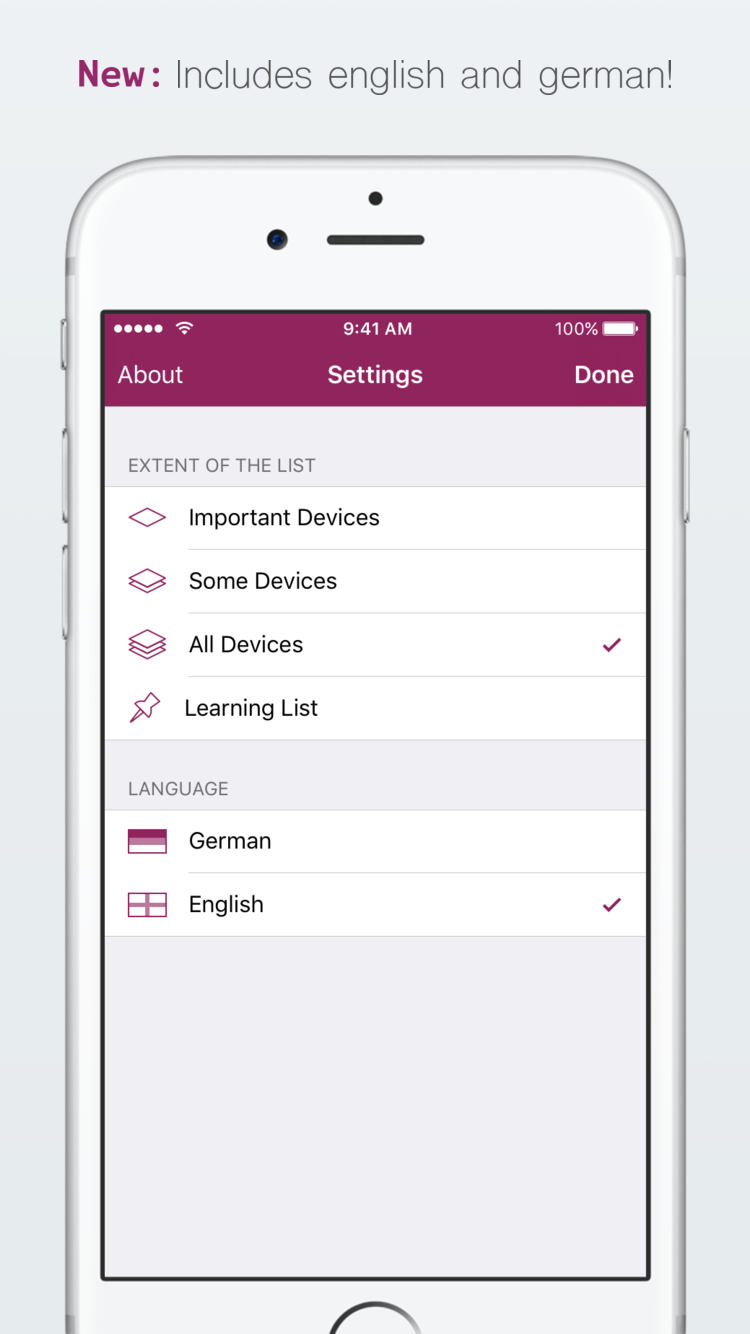 New: Includes english and german!
9:41 AM 100%
About Settings Done
EXTENT OF THE LIST
Important Devices
Some Devices
All Devices
Learning List
LANGUAGE
German
English